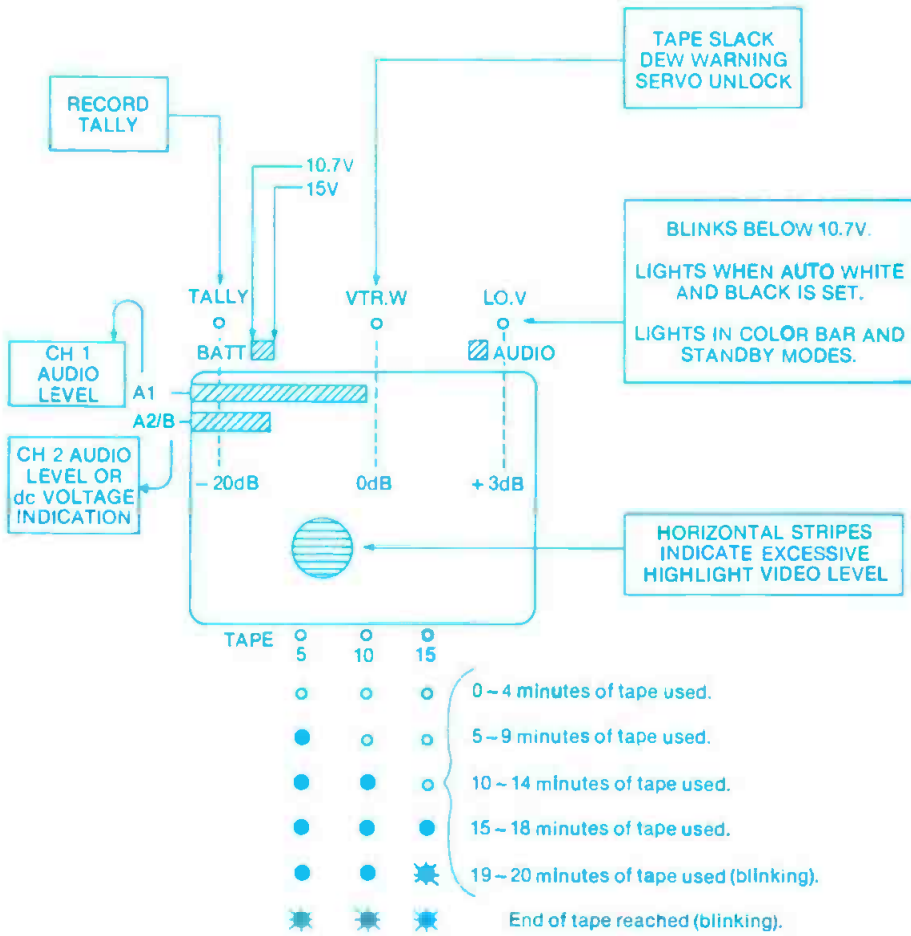 TAPE SLACK
DEW WARNING
SERVO UNLOCK
RECORD
TALLY
10.7V
15V
BLINKS BELOW 10.7V.
LIGHTS WHEN AUTO WHITE
AND BLACK IS SET.
LIGHTS IN COLOR BAR AND
STANDBY MODES.
TALLY
VTR.W
LO.V
BATT
AUDIO
CH 1
AUDIO
LEVEL
A1
A2/B
CH 2 AUDIO
LEVEL OR
dc VOLTAGE
INDICATION
- 20dB
0dB
+ 3dB
HORIZONTAL STRIPES
INDICATE EXCESSIVE
HIGHLIGHT VIDEO LEVEL
TAPE
5
10
15
0~4 minutes of tape used.
5~9 minutes of tape used.
10~14 minutes of tape used.
15~18 minutes of tape used.
19~20 minutes of tape used (blinking).
End of tape reached (blinking).